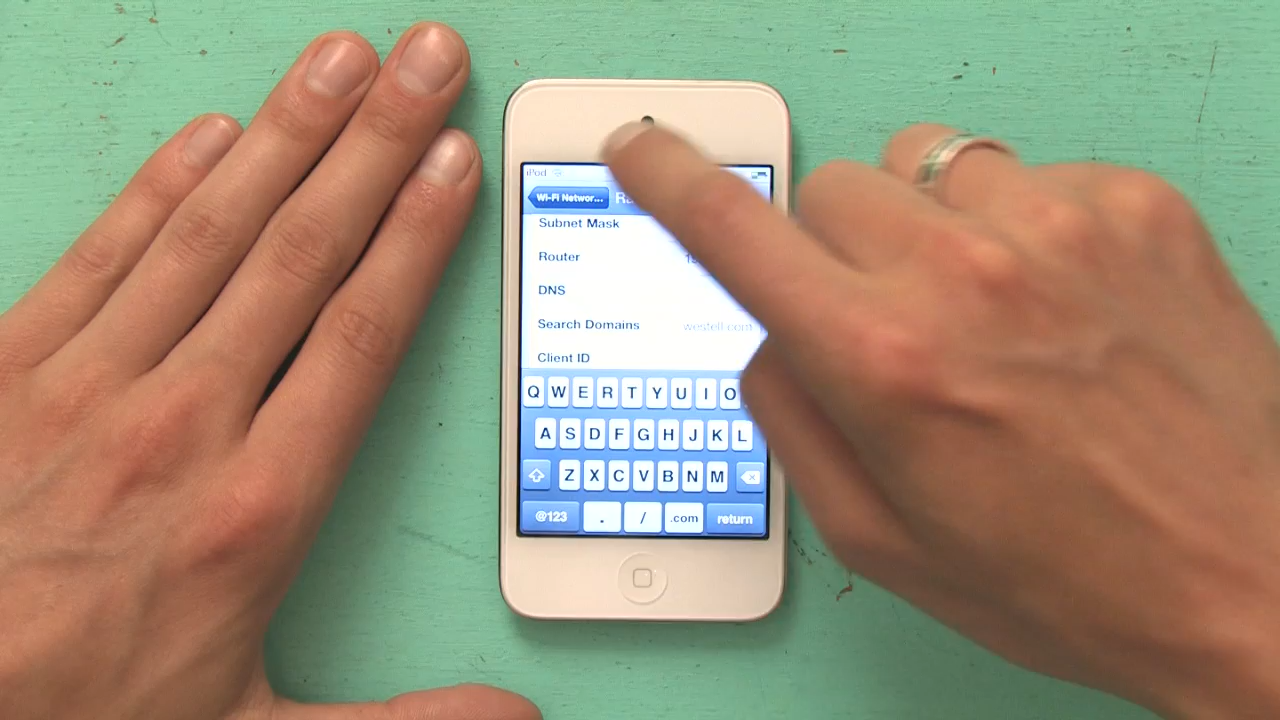 iPod
Wi-Fi Networ...
Subnet Mask
Router
DNS
Search Domains westell.com
Client ID
Q W E R T Y U I O
A S D F G H J K L
Z X C V B N M
@123 . / .com return